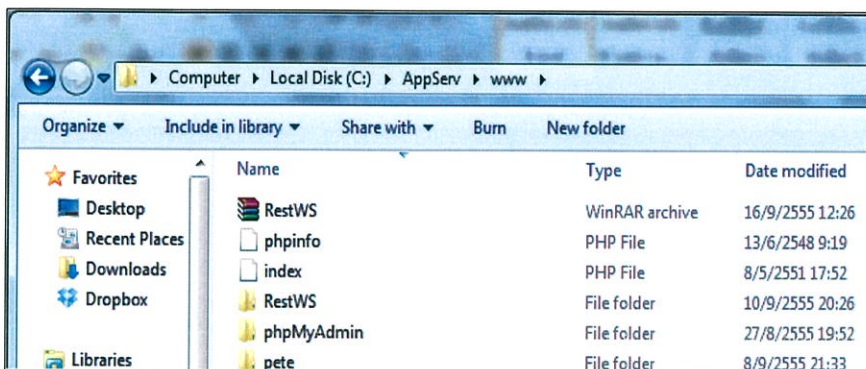 Computer ▸ Local Disk (C:) ▸ AppServ ▸ www ▸
Organize ▾ Include in library ▾ Share with ▾ Burn New folder
Favorites
Desktop
Recent Places
Downloads
Dropbox
Libraries
Name Type Date modified
RestWS WinRAR archive 16/9/2555 12:26
phpinfo PHP File 13/6/2548 9:19
index PHP File 8/5/2551 17:52
RestWS File folder 10/9/2555 20:26
phpMyAdmin File folder 27/8/2555 19:52
pete File folder 8/9/2555 21:33